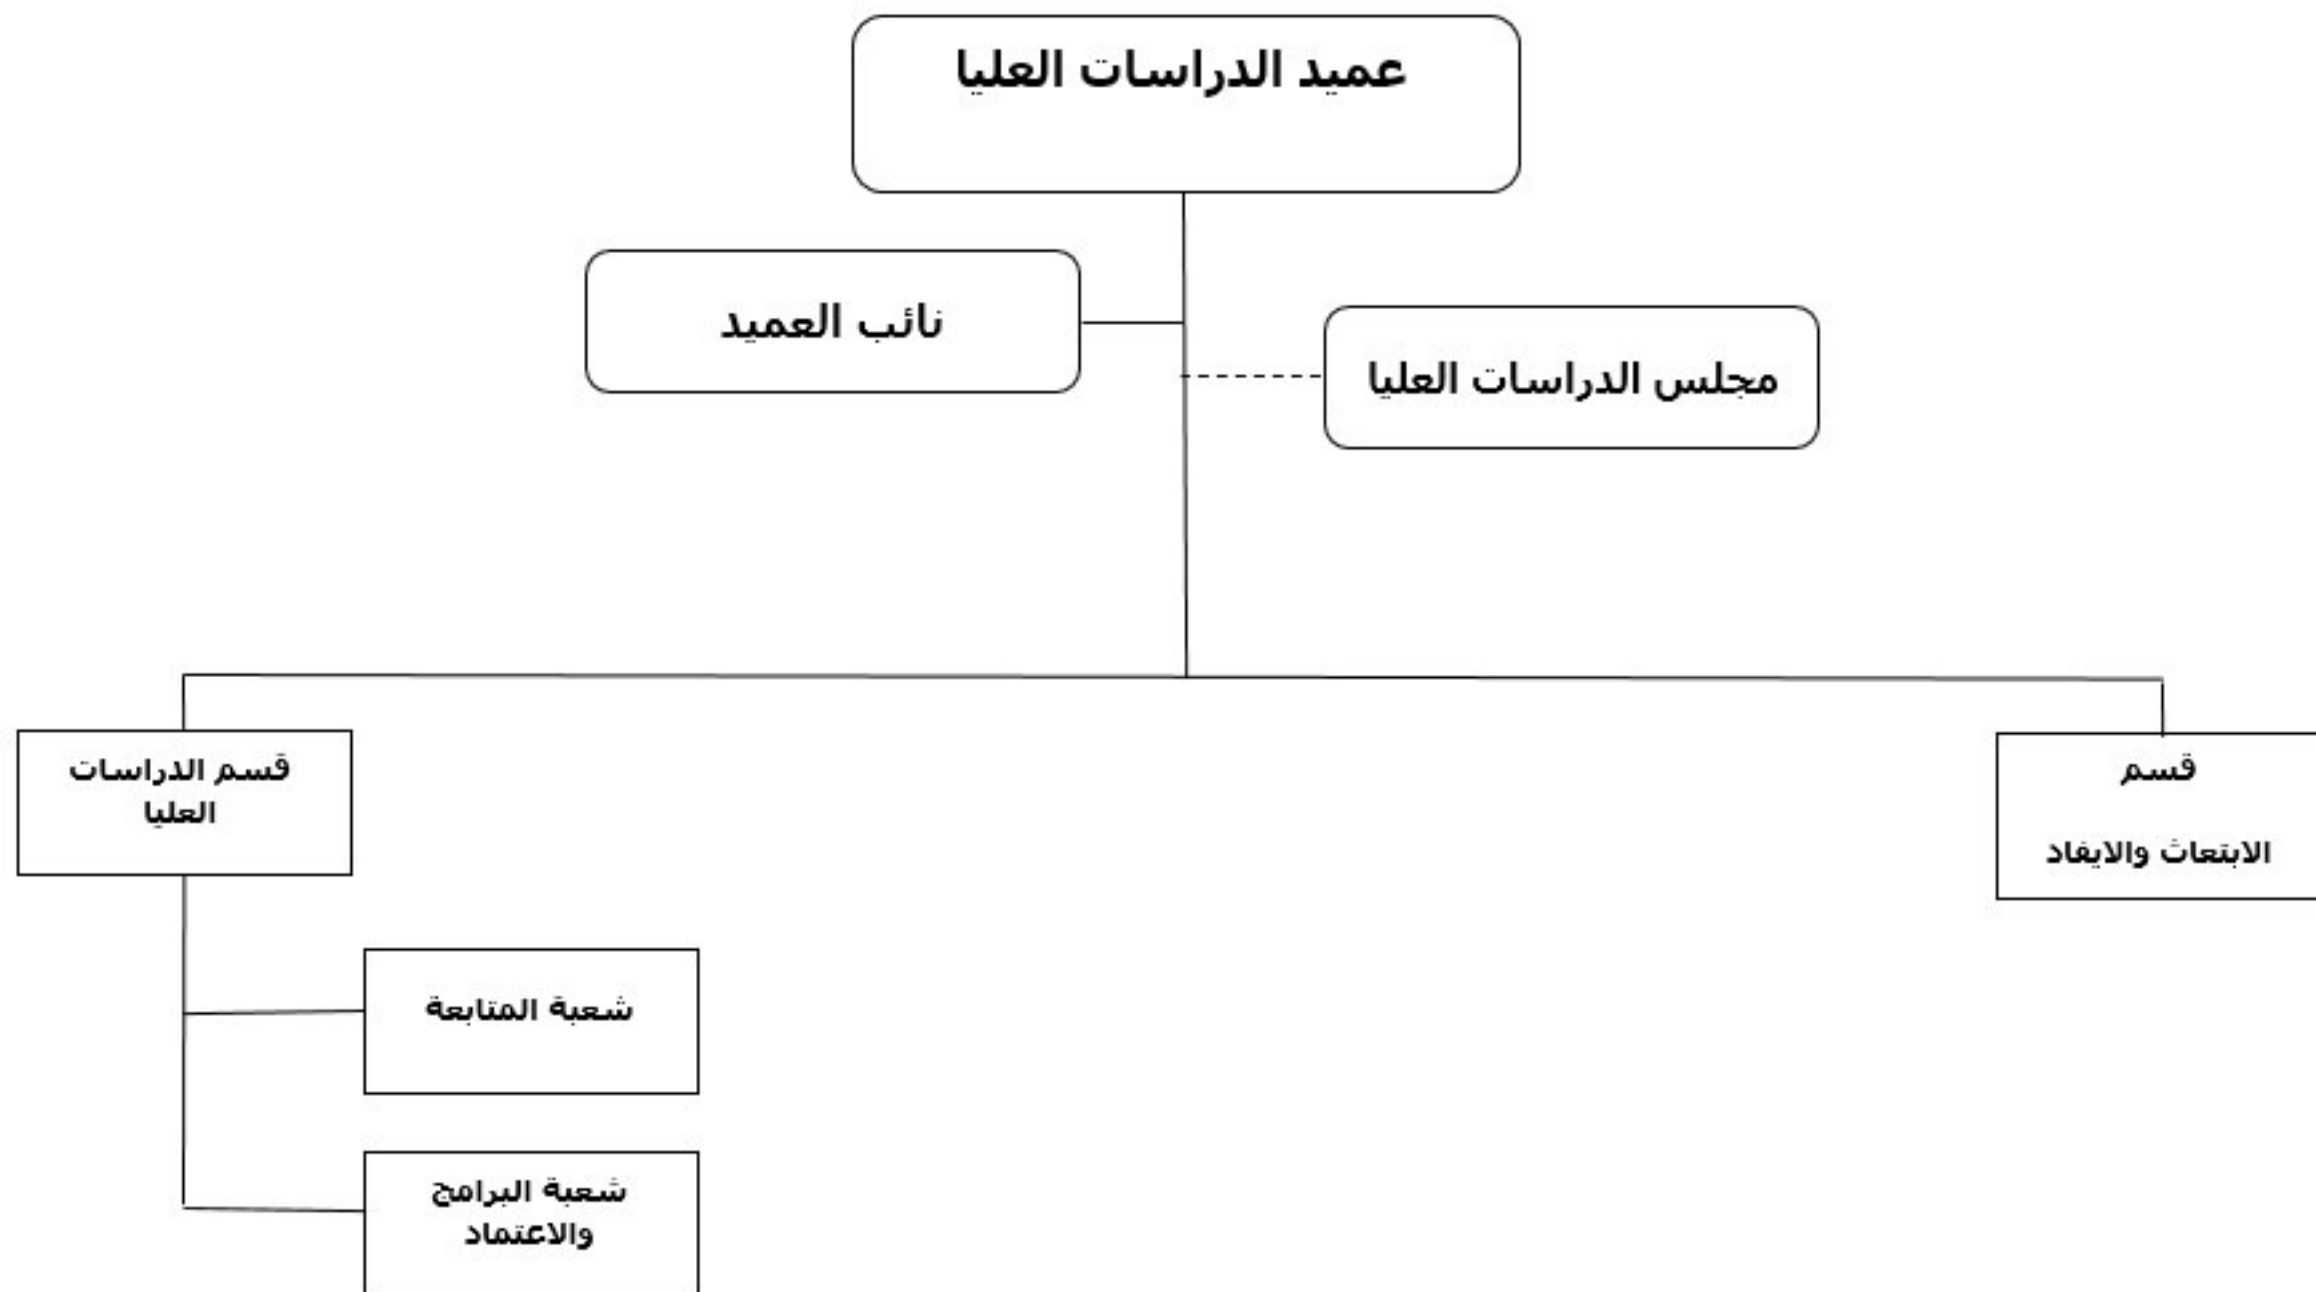 عميد الدراسات العليا
نائب العميد
مجلس الدراسات العليا
قسم
الابتعاث والايفاد
قسم الدراسات
العليا
شعبة المتابعة
شعبة البرامج
والاعتماد